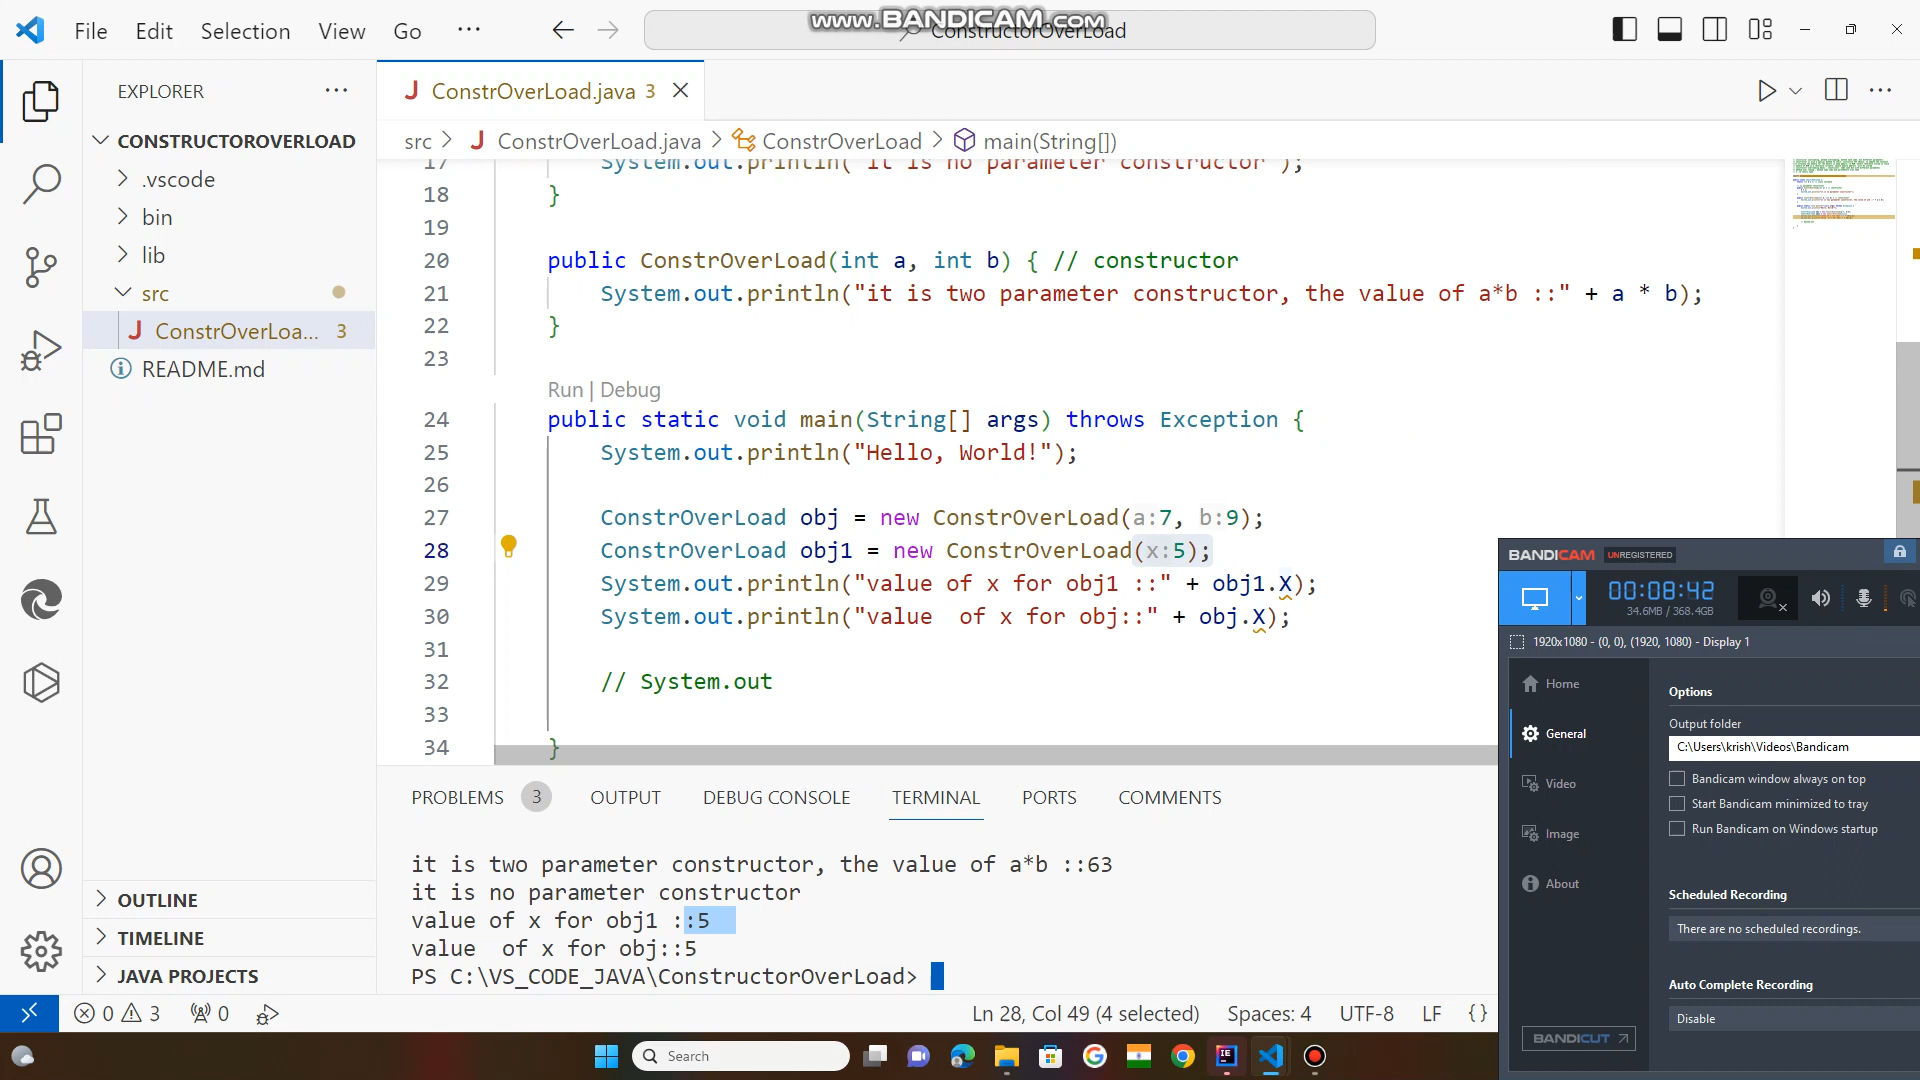 File Edit Selection View Go ···
www.BANDICAM.com
ConstructorOverLoad
EXPLORER
CONSTRUCTOROVERLOAD
.vscode
bin
lib
src
J ConstrOverLoa... 3
README.md
OUTLINE
TIMELINE
JAVA PROJECTS
J ConstrOverLoad.java 3
src > J ConstrOverLoad.java > ConstrOverLoad > main(String[])
17 System.out.println("it is no parameter constructor");
18 }
19
20 public ConstrOverLoad(int a, int b) { // constructor
21 System.out.println("it is two parameter constructor, the value of a*b ::" + a * b);
22 }
23
Run | Debug
24 public static void main(String[] args) throws Exception {
25 System.out.println("Hello, World!");
26
27 ConstrOverLoad obj = new ConstrOverLoad(a:7, b:9);
28 ConstrOverLoad obj1 = new ConstrOverLoad(x:5);
29 System.out.println("value of x for obj1 ::" + obj1.X);
30 System.out.println("value  of x for obj::" + obj.X);
31
32 // System.out
33
34 }
PROBLEMS 3 OUTPUT DEBUG CONSOLE TERMINAL PORTS COMMENTS
it is two parameter constructor, the value of a*b ::63
it is no parameter constructor
value of x for obj1 ::5
value  of x for obj::5
PS C:\VS_CODE_JAVA\ConstructorOverLoad>
0 3 0
Ln 28, Col 49 (4 selected) Spaces: 4 UTF-8 LF { }
BANDICAM UNREGISTERED
00:08:42
34.6MB / 368.4GB
1920x1080 - (0, 0), (1920, 1080) - Display 1
Home
General
Video
Image
About
BANDICUT
Options
Output folder
C:\Users\krish\Videos\Bandicam
Bandicam window always on top
Start Bandicam minimized to tray
Run Bandicam on Windows startup
Scheduled Recording
There are no scheduled recordings.
Auto Complete Recording
Disable
Search